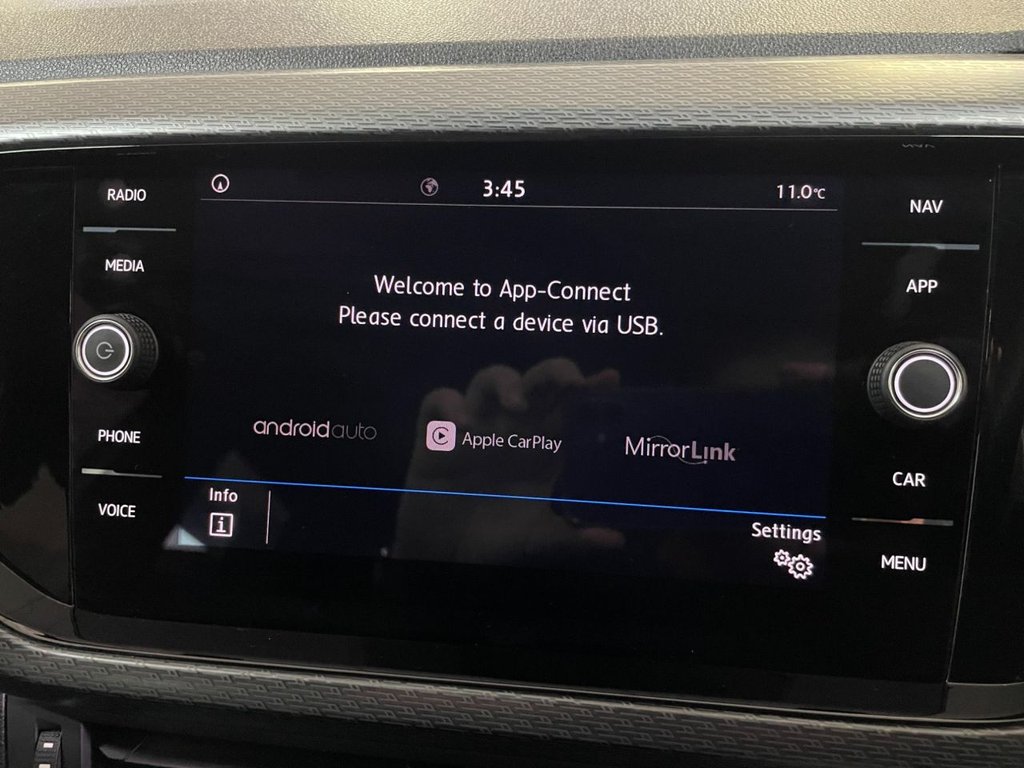 RADIO
MEDIA
PHONE
VOICE
3:45
11.0°C
Welcome to App-Connect
Please connect a device via USB.
androidauto
Apple CarPlay
MirrorLink
Info
i
Settings
NAV
APP
CAR
MENU